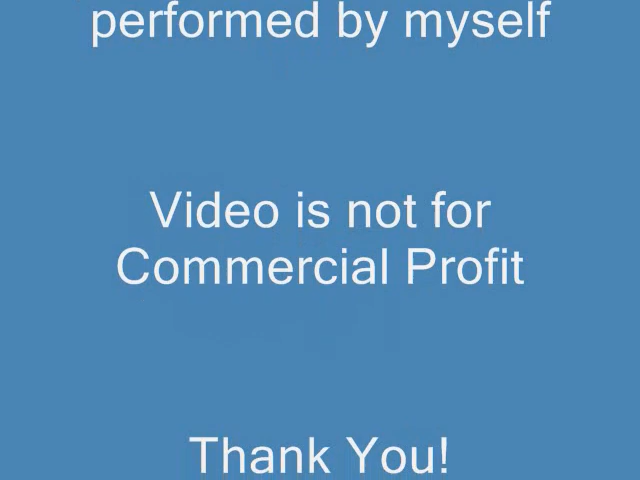 performed by myself
Video is not for
Commercial Profit
Thank You!